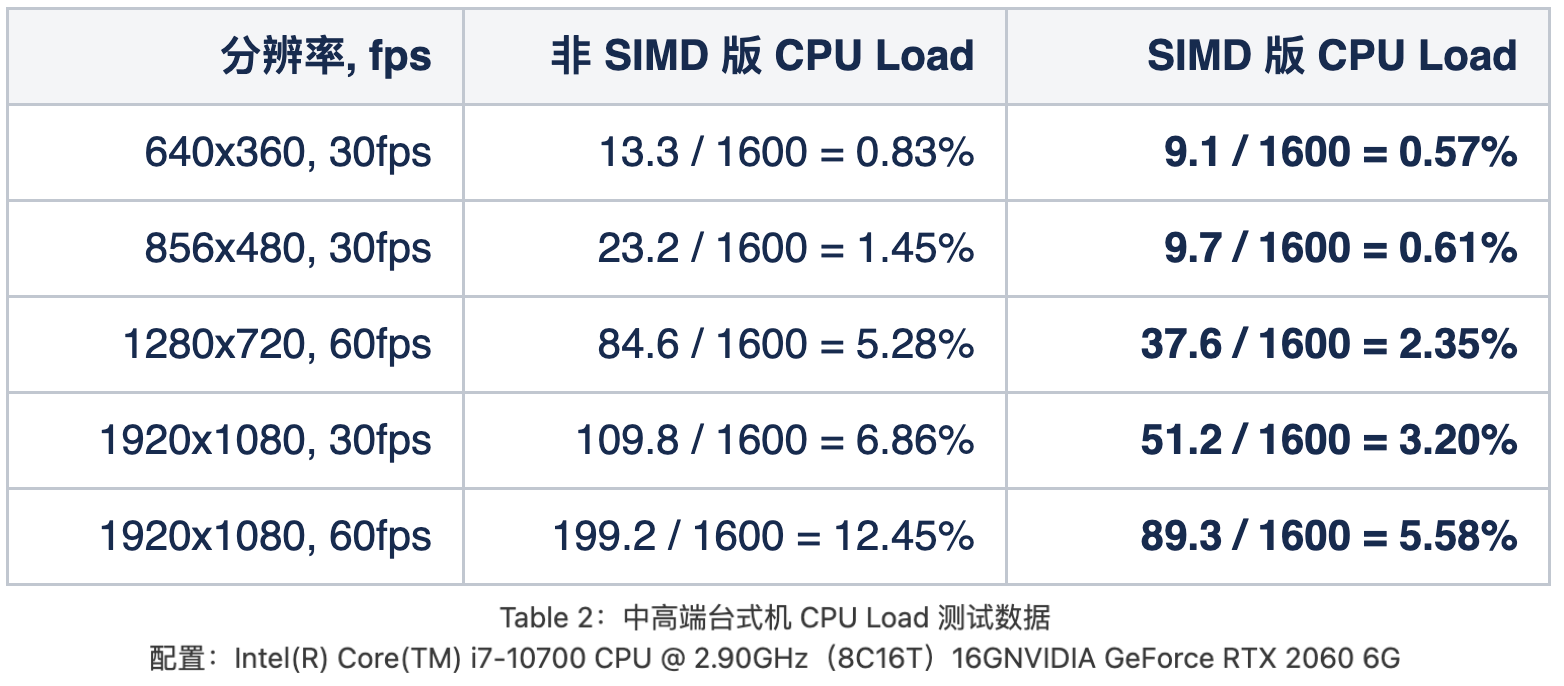 分辨率, fps 非 SIMD 版 CPU Load SIMD 版 CPU Load
640x360, 30fps 13.3 / 1600 = 0.83% 9.1 / 1600 = 0.57%
856x480, 30fps 23.2 / 1600 = 1.45% 9.7 / 1600 = 0.61%
1280x720, 60fps 84.6 / 1600 = 5.28% 37.6 / 1600 = 2.35%
1920x1080, 30fps 109.8 / 1600 = 6.86% 51.2 / 1600 = 3.20%
1920x1080, 60fps 199.2 / 1600 = 12.45% 89.3 / 1600 = 5.58%
Table 2：中高端台式机 CPU Load 测试数据
配置：Intel(R) Core(TM) i7-10700 CPU @ 2.90GHz（8C16T）16GNVIDIA GeForce RTX 2060 6G